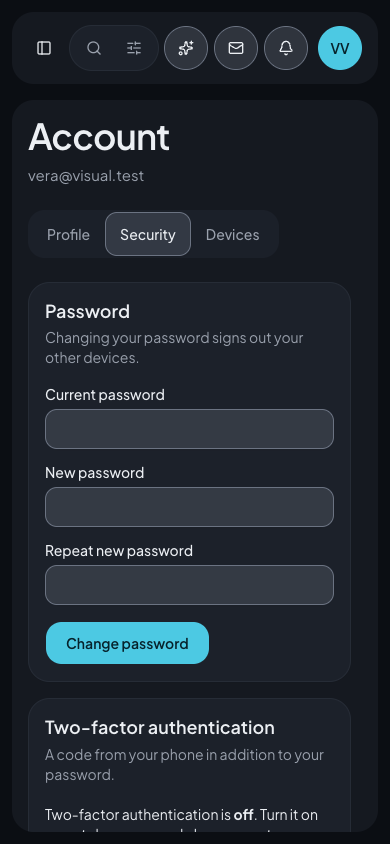 VV
Account
vera@visual.test
Profile
Security
Devices
Password
Changing your password signs out your
other devices.
Current password
New password
Repeat new password
Change password
Two-factor authentication
A code from your phone in addition to your
password.
Two-factor authentication is off. Turn it on